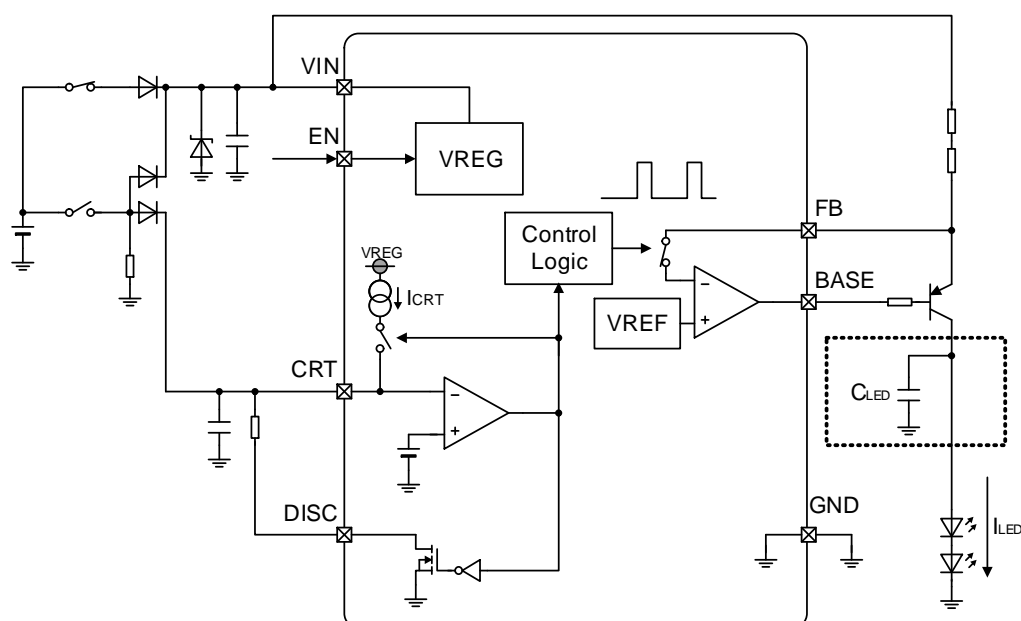 VIN
EN
VREG
FB
Control
Logic
VREG
ICRT
BASE
−
+
VREF
CRT
−
+
CLED
DISC
GND
ILED